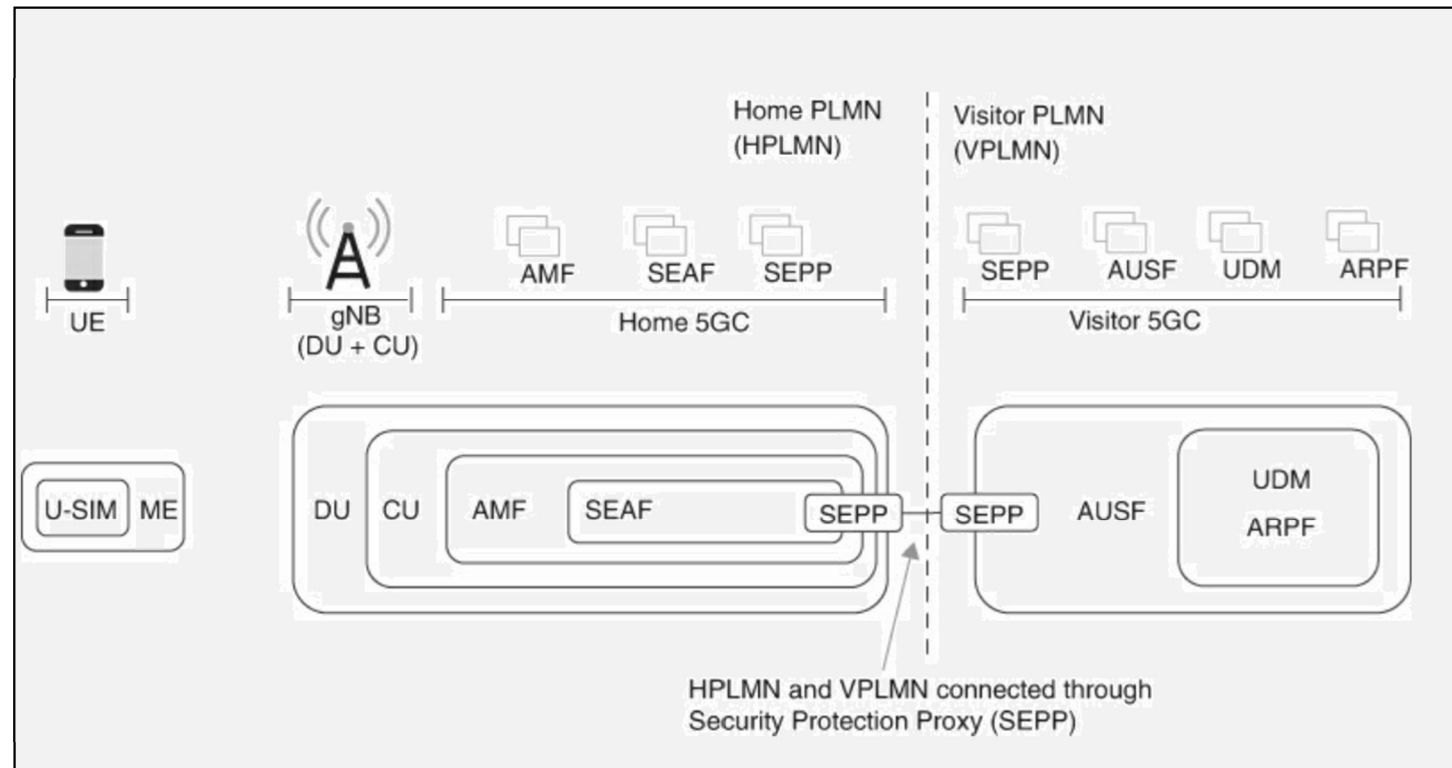 Home PLMN
(HPLMN)
Visitor PLMN
(VPLMN)
AMF
SEAF
SEPP
SEPP
AUSF
UDM
ARPF
UE
gNB
(DU + CU)
Home 5GC
Visitor 5GC
U-SIM
ME
DU
CU
AMF
SEAF
SEPP
SEPP
AUSF
UDM
ARPF
HPLMN and VPLMN connected through
Security Protection Proxy (SEPP)